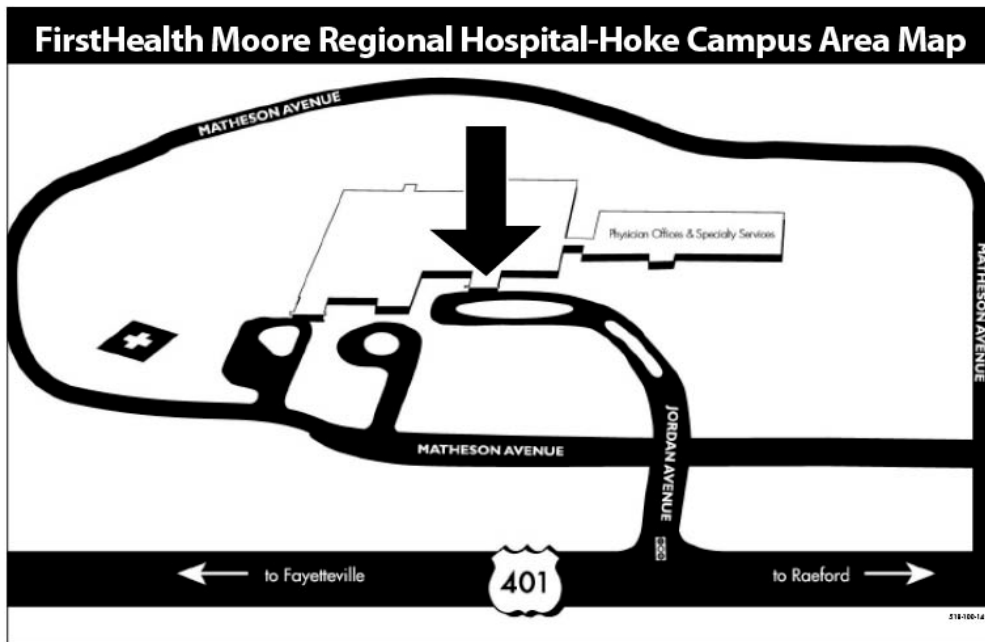 FirstHealth Moore Regional Hospital-Hoke Campus Area Map
MATHESON AVENUE
Physician Offices & Specialty Services
MATHESON AVENUE
JORDAN AVENUE
MATHESON AVENUE
to Fayetteville
401
to Raeford